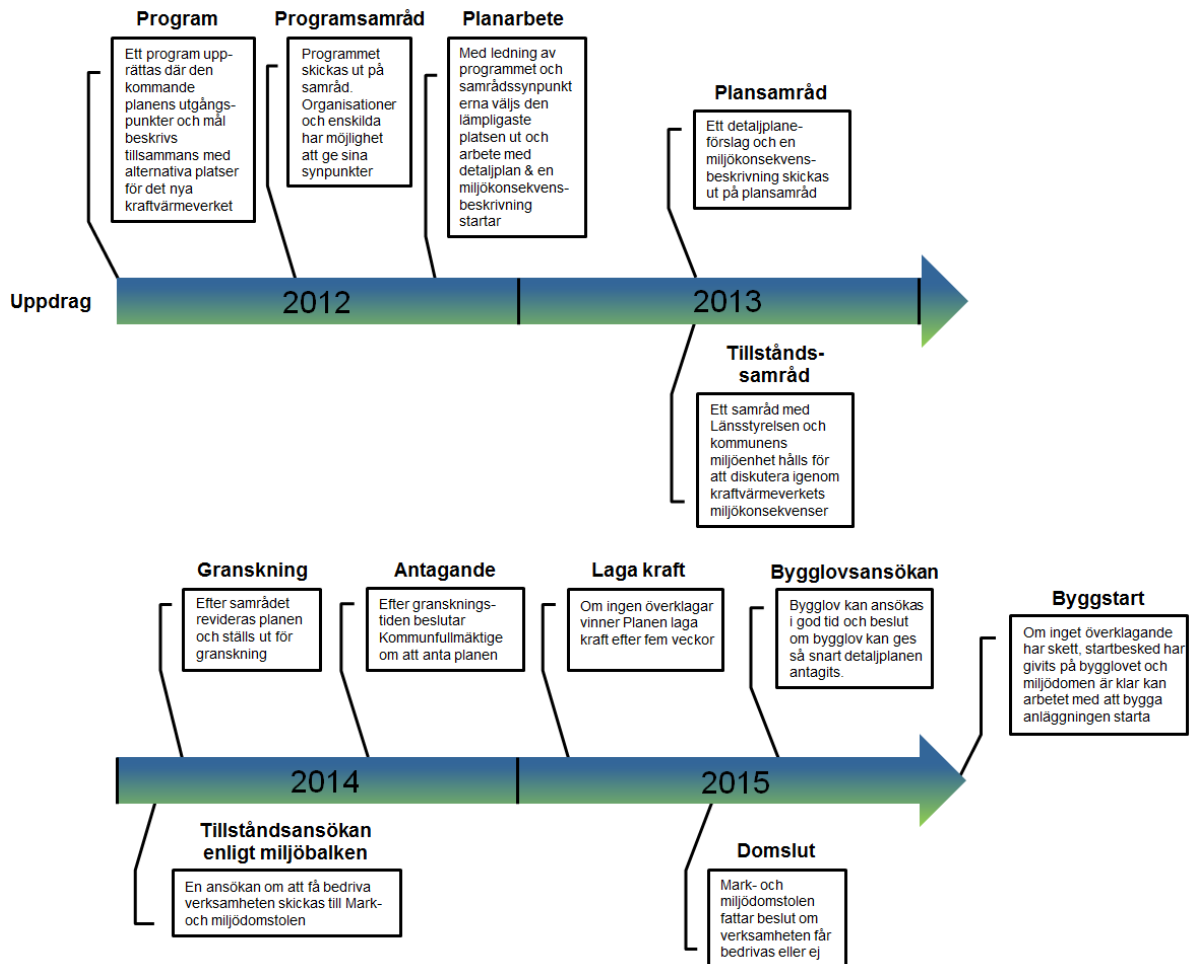 Program
Ett program upp-
rättas där den
kommande
planens utgångs-
punkter och mål
beskrivs
tillsammans med
alternativa platser
för det nya
kraftvärmeverket
Programsamråd
Programmet
skickas ut på
samråd.
Organisationer
och enskilda
har möjlighet
att ge sina
synpunkter
Planarbete
Med ledning av
programmet och
samrådssynpunkt
erna väljs den
lämpligaste
platsen ut och
arbete med
detaljplan & en
miljökonsekvens-
beskrivning
startar
Plansamråd
Ett detaljplane-
förslag och en
miljökonsekvens-
beskrivning skickas
ut på plansamråd
Uppdrag
2012
2013
Tillstånds-
samråd
Ett samråd med
Länsstyrelsen och
kommunens
miljöenhet hålls för
att diskutera igenom
kraftvärmeverkets
miljökonsekvenser
Granskning
Efter samrådet
revideras planen
och ställs ut för
granskning
Antagande
Efter gransknings-
tiden beslutar
Kommunfullmäktige
om att anta planen
Laga kraft
Om ingen överklagar
vinner Planen laga
kraft efter fem veckor
Bygglovsansökan
Bygglov kan ansökas
i god tid och beslut
om bygglov kan ges
så snart detaljplanen
antagits.
Byggstart
Om inget överklagande
har skett, startbesked har
givits på bygglovet och
miljödomen är klar kan
arbetet med att bygga
anläggningen starta
2014
2015
Tillståndsansökan
enligt miljöbalken
En ansökan om att få bedriva
verksamheten skickas till Mark-
och miljödomstolen
Domslut
Mark- och
miljödomstolen
fattar beslut om
verksamheten får
bedrivas eller ej